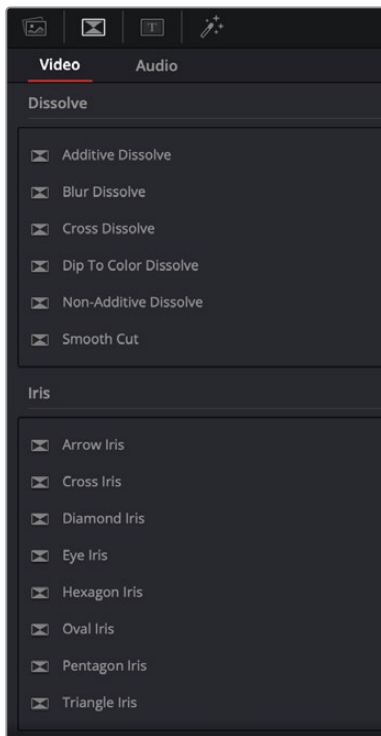 Video Audio
Dissolve
Additive Dissolve
Blur Dissolve
Cross Dissolve
Dip To Color Dissolve
Non-Additive Dissolve
Smooth Cut
Iris
Arrow Iris
Cross Iris
Diamond Iris
Eye Iris
Hexagon Iris
Oval Iris
Pentagon Iris
Triangle Iris